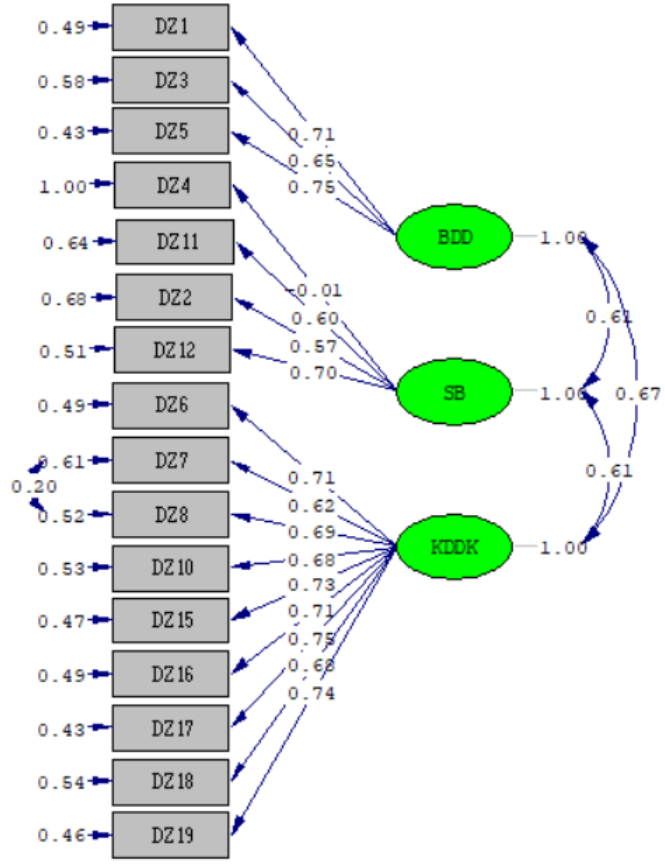 0.49 DZ1
0.58 DZ3
0.43 DZ5
1.00 DZ4
0.64 DZ11
0.68 DZ2
0.51 DZ12
0.49 DZ6
0.61 DZ7
0.20
0.52 DZ8
0.53 DZ10
0.47 DZ15
0.49 DZ16
0.43 DZ17
0.54 DZ18
0.46 DZ19
0.71
0.65
0.75
-0.01
0.60
0.57
0.70
0.71
0.62
0.69
0.68
0.73
0.71
0.75
0.68
0.74
BDD 1.00
SB 1.00
KDDK 1.00
0.61
0.67
0.61